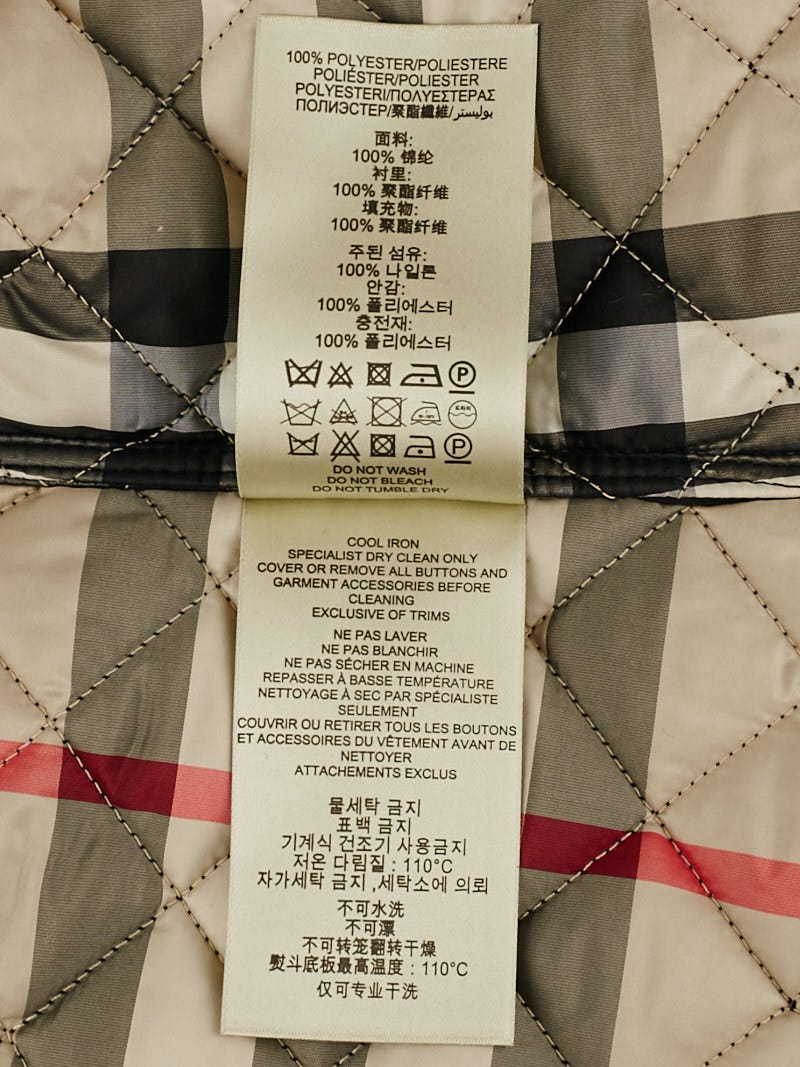 100% POLYESTER/POLIESTERE
POLIÉSTER/POLIESTER
POLYESTERI/ΠΟΛΥΕΣΤΕΡΑΣ
ПОЛИЭСТЕР/聚酯纖維/بوليستر
面料:
100% 锦纶
衬里:
100% 聚酯纤维
填充物:
100% 聚酯纤维
주된 섬유:
100% 나일론
안감:
100% 폴리에스터
충전재:
100% 폴리에스터
P
P
DO NOT WASH
DO NOT BLEACH
DO NOT TUMBLE DRY
COOL IRON
SPECIALIST DRY CLEAN ONLY
COVER OR REMOVE ALL BUTTONS AND
GARMENT ACCESSORIES BEFORE
CLEANING
EXCLUSIVE OF TRIMS
NE PAS LAVER
NE PAS BLANCHIR
NE PAS SÉCHER EN MACHINE
REPASSER À BASSE TEMPÉRATURE
NETTOYAGE À SEC PAR SPÉCIALISTE
SEULEMENT
COUVRIR OU RETIRER TOUS LES BOUTONS
ET ACCESSOIRES DU VÊTEMENT AVANT DE
NETTOYER
ATTACHEMENTS EXCLUS
물세탁 금지
표백 금지
기계식 건조기 사용금지
저온 다림질 : 110°C
자가세탁 금지 ,세탁소에 의뢰
不可水洗
不可漂
不可转笼翻转干燥
熨斗底板最高温度 : 110°C
仅可专业干洗